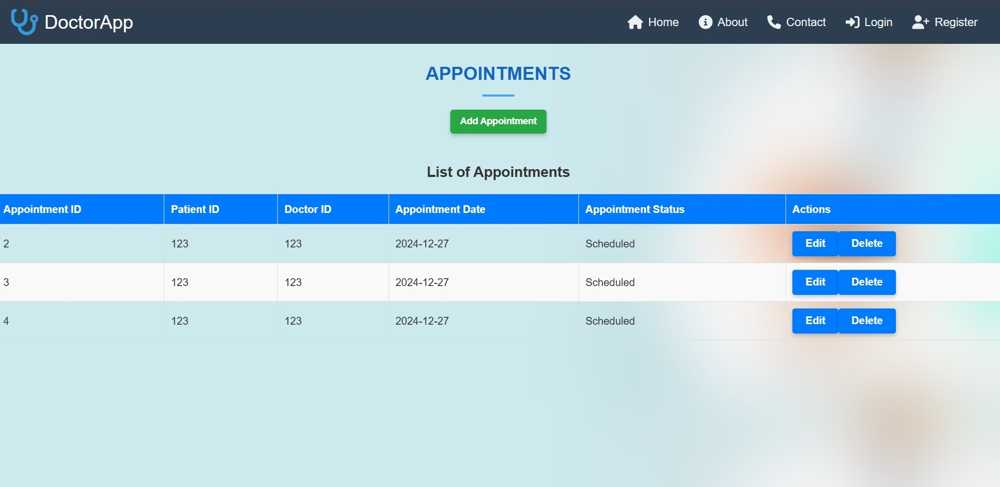 DoctorApp Home About Contact Login Register
APPOINTMENTS
Add Appointment
List of Appointments
Appointment ID Patient ID Doctor ID Appointment Date Appointment Status Actions
2 123 123 2024-12-27 Scheduled Edit Delete
3 123 123 2024-12-27 Scheduled Edit Delete
4 123 123 2024-12-27 Scheduled Edit Delete